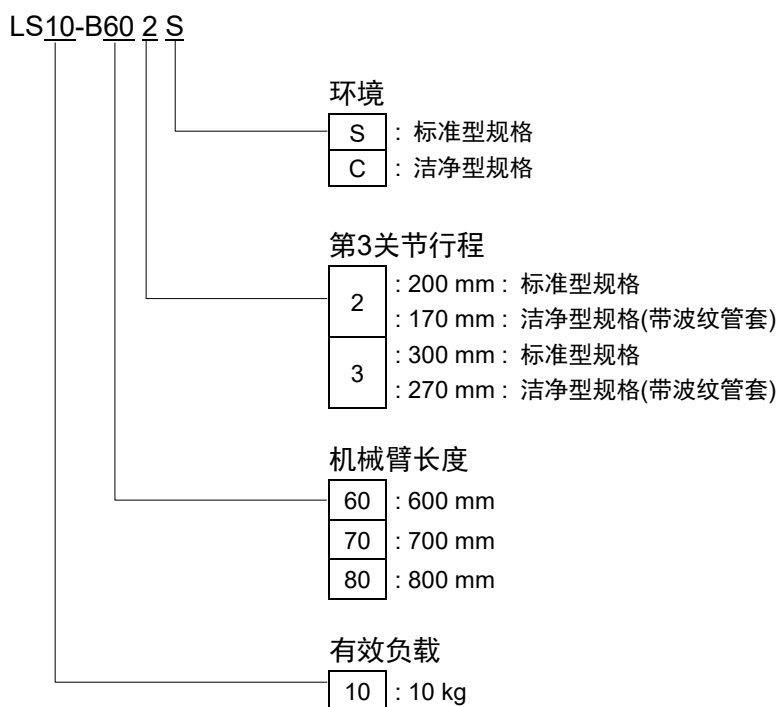 LS10-B60 2 S
环境
S : 标准型规格
C : 洁净型规格
第3关节行程
2 : 200 mm : 标准型规格
: 170 mm : 洁净型规格(带波纹管套)
3 : 300 mm : 标准型规格
: 270 mm : 洁净型规格(带波纹管套)
机械臂长度
60 : 600 mm
70 : 700 mm
80 : 800 mm
有效负载
10 : 10 kg